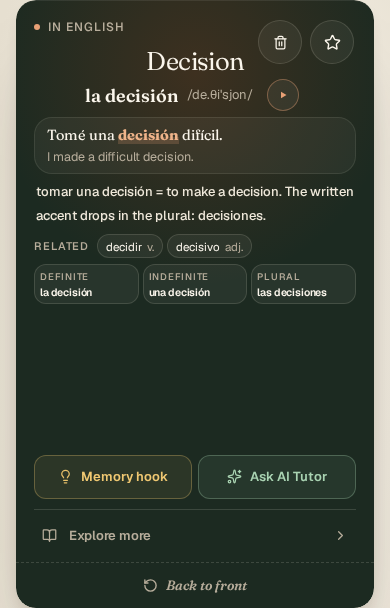 IN ENGLISH
Decision
la decisión /de.θi'sjon/
Tomé una decisión difícil.
I made a difficult decision.
tomar una decisión = to make a decision. The written
accent drops in the plural: decisiones.
RELATED decidir v. decisivo adj.
DEFINITE INDEFINITE PLURAL
la decisión una decisión las decisiones
Memory hook Ask AI Tutor
Explore more
Back to front